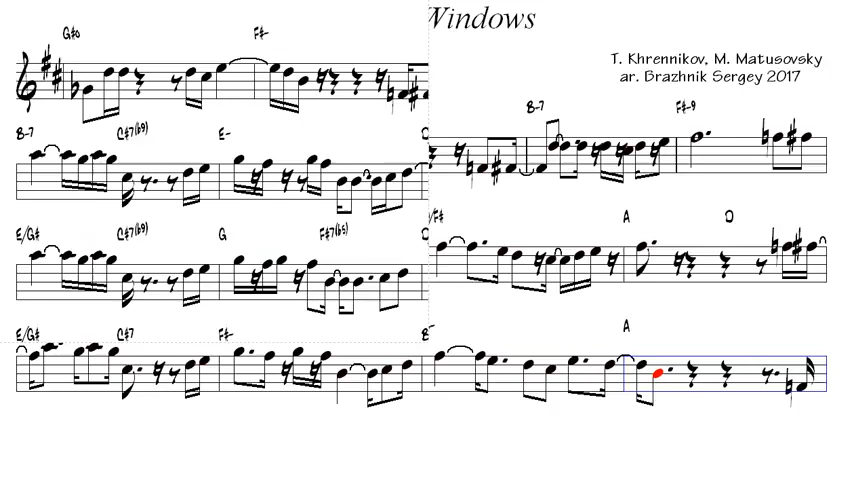 Windows
G#o F#-
T. Khrennikov, M. Matusovsky
ar. Brazhnik Sergey 2017
B-7 F#-9
B-7 C#7(b9) E-
/F# A D
E/G# C#7(b9) G F#7(b5)
A
E/G# C#7 F#-